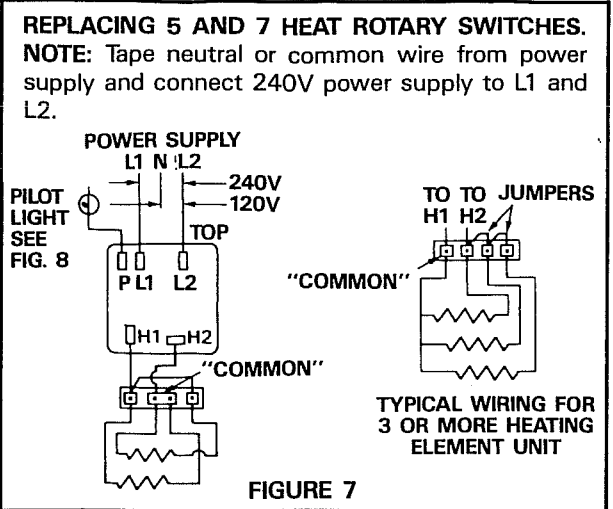 REPLACING 5 AND 7 HEAT ROTARY SWITCHES.
NOTE: Tape neutral or common wire from power
supply and connect 240V power supply to L1 and
L2.
POWER SUPPLY
L1 N L2
240V
120V
PILOT
LIGHT
SEE
FIG. 8
TOP
P L1 L2
H1 H2
"COMMON"
TO TO JUMPERS
H1 H2
"COMMON"
TYPICAL WIRING FOR
3 OR MORE HEATING
ELEMENT UNIT
FIGURE 7